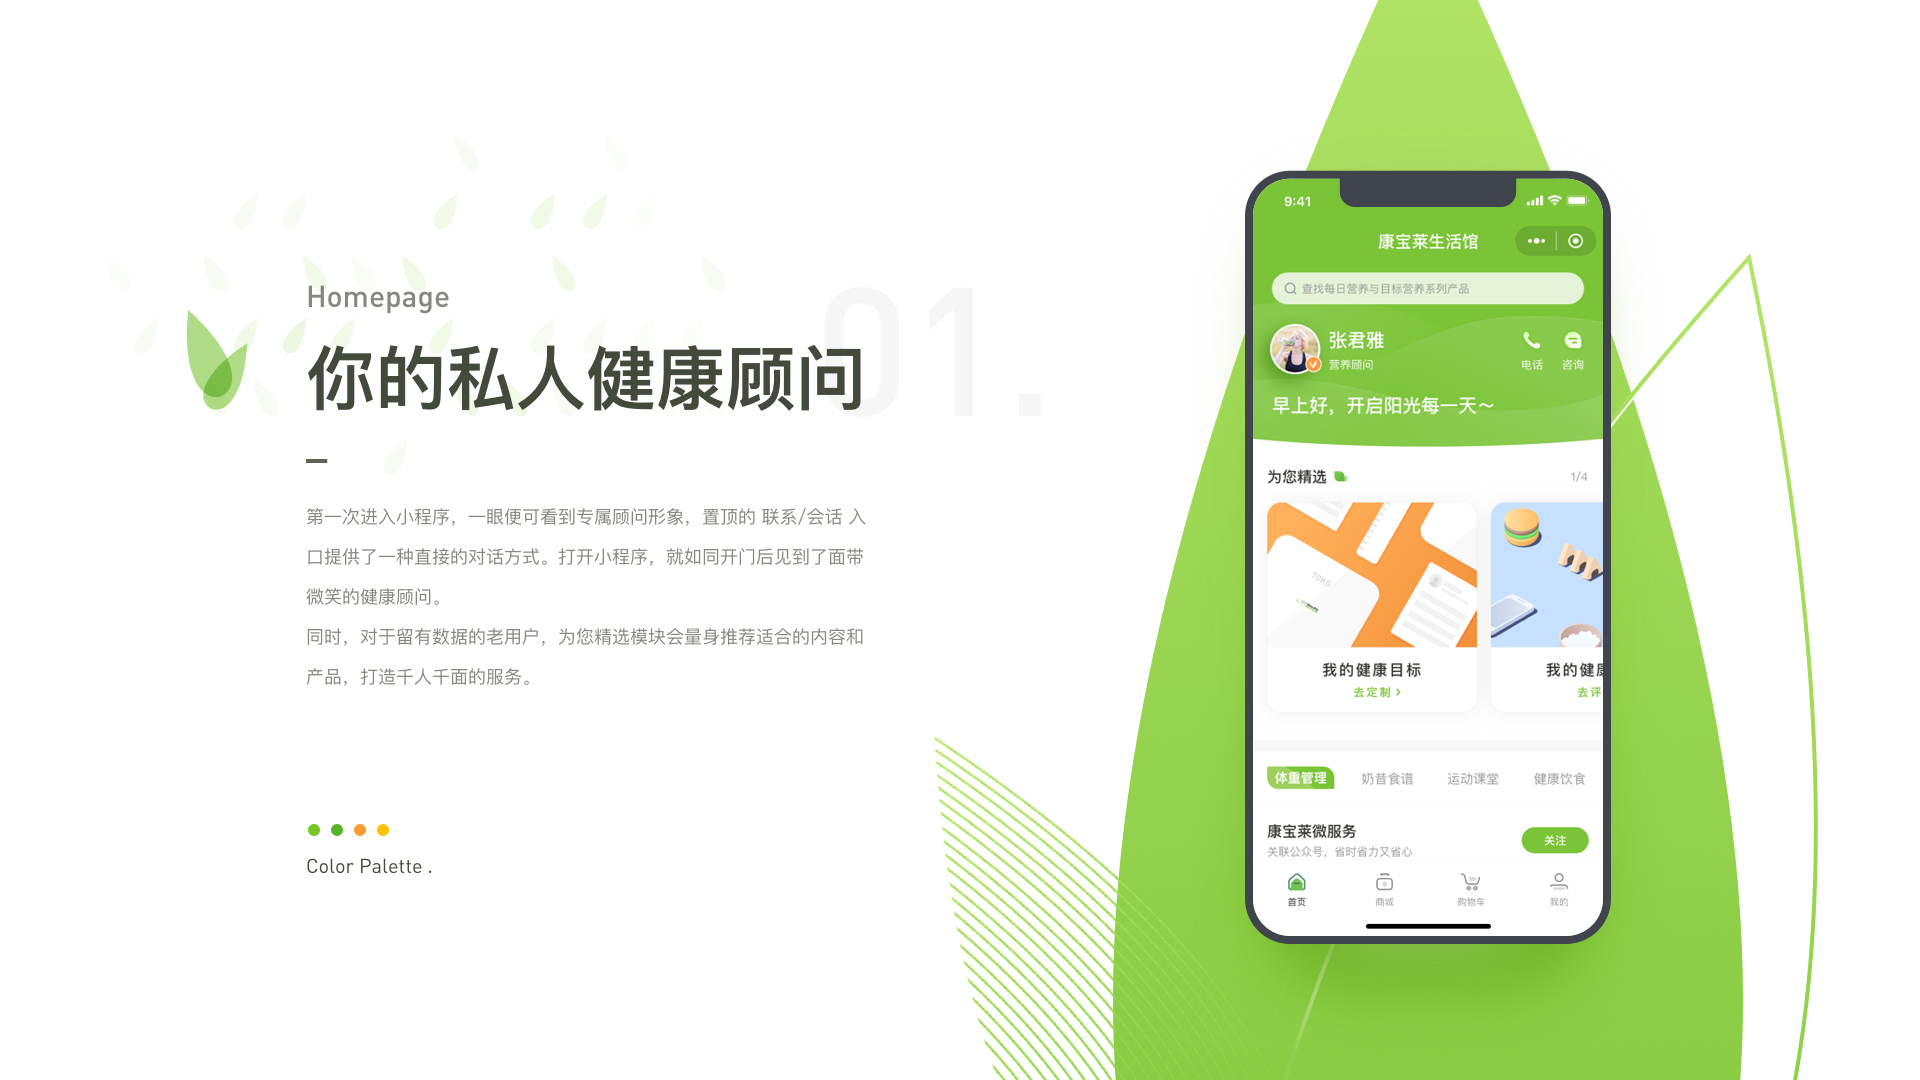 Homepage
01.
你的私人健康顾问
第一次进入小程序，一眼便可看到专属顾问形象，置顶的 联系/会话 入
口提供了一种直接的对话方式。打开小程序，就如同开门后见到了面带
微笑的健康顾问。
同时，对于留有数据的老用户，为您精选模块会量身推荐适合的内容和
产品，打造千人千面的服务。
Color Palette .
9:41
康宝莱生活馆
查找每日营养与目标营养系列产品
张君雅
营养顾问
电话 咨询
早上好，开启阳光每一天～
为您精选 1/4
70KG
我的健康目标
去定制 >
我的健康
去评
体重管理 奶昔食谱 运动课堂 健康饮食
康宝莱微服务
关联公众号，省时省力又省心
关注
首页 商城 购物车 我的